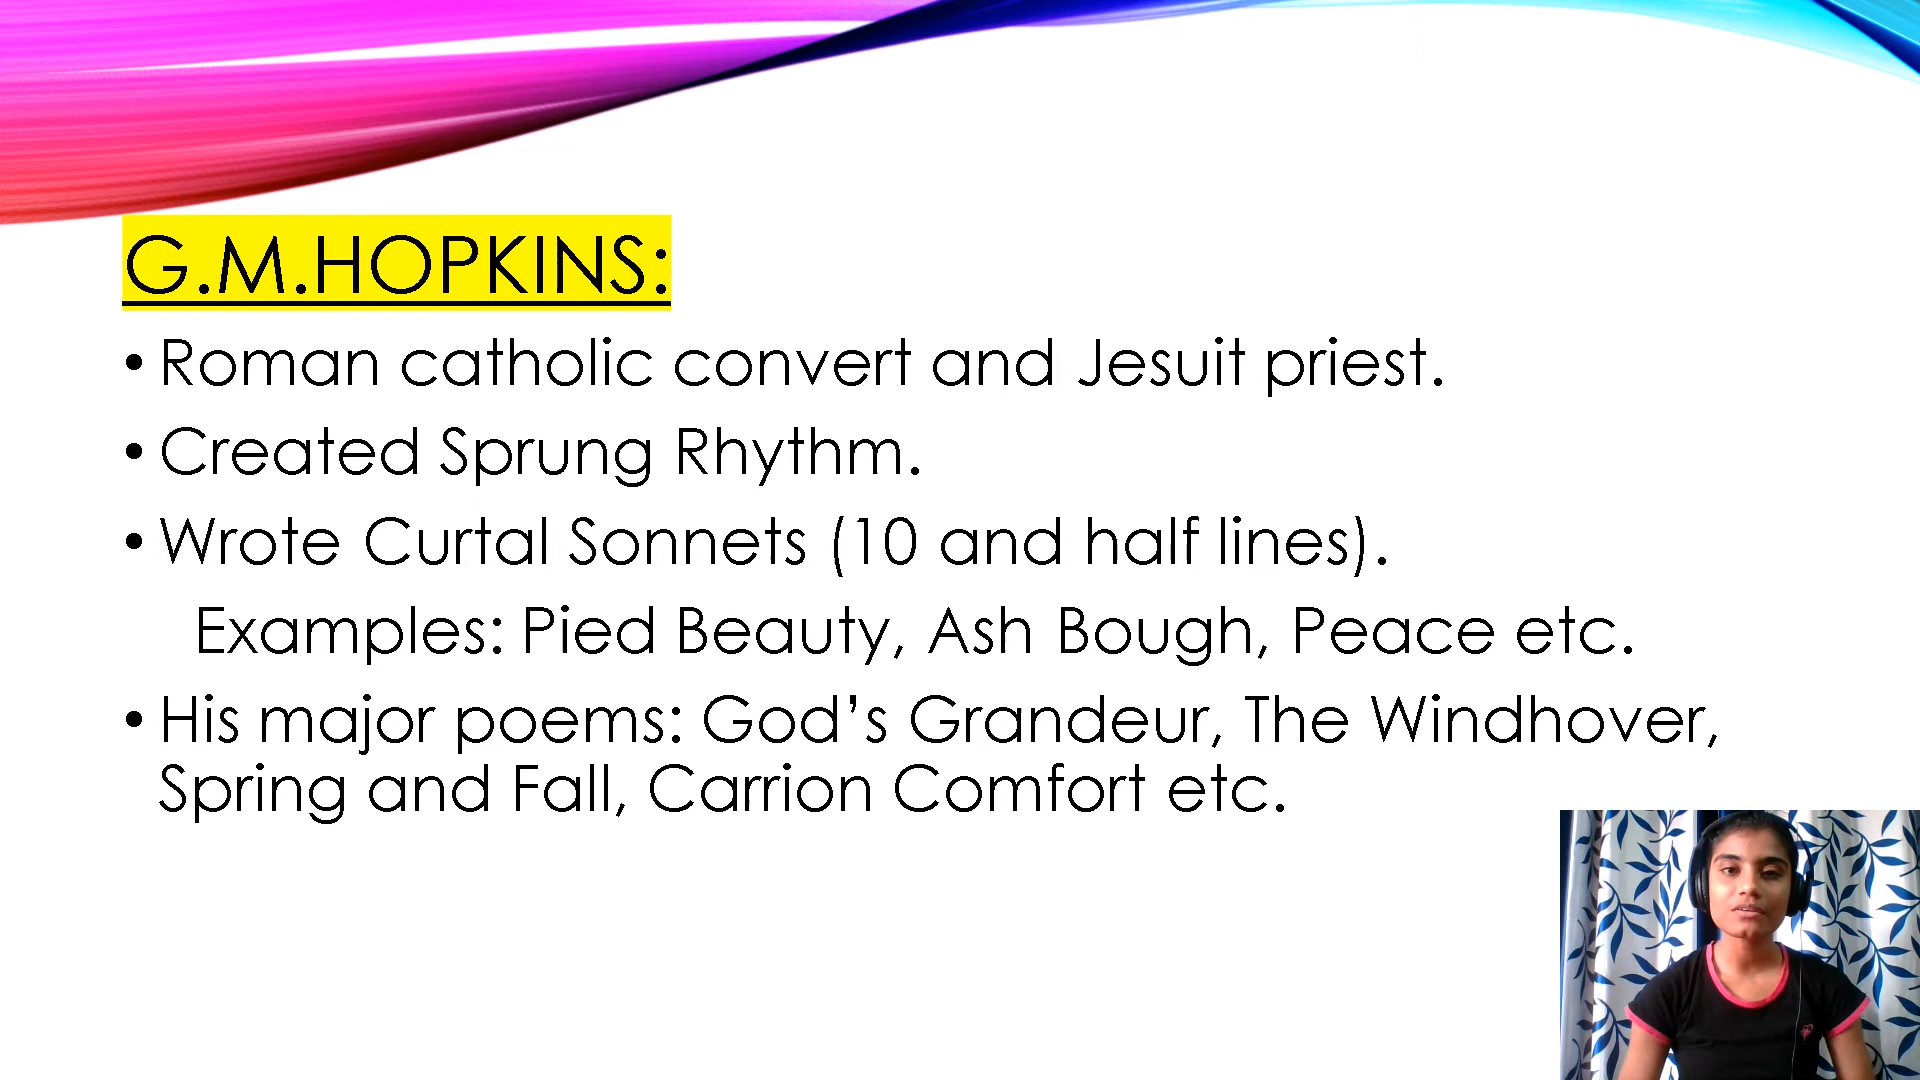 G.M.HOPKINS:
• Roman catholic convert and Jesuit priest.
• Created Sprung Rhythm.
• Wrote Curtal Sonnets (10 and half lines).
Examples: Pied Beauty, Ash Bough, Peace etc.
• His major poems: God’s Grandeur, The Windhover,
Spring and Fall, Carrion Comfort etc.